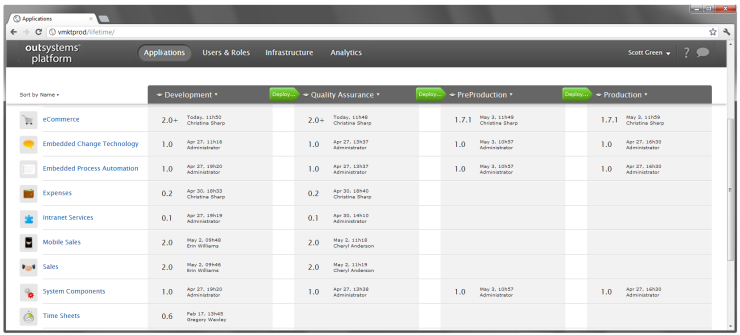 Applications
vmktprod/lifetime/
outsystems
platform
Applications Users & Roles Infrastructure Analytics Scott Green ?
Sort by Name Development Deploy... Quality Assurance Deploy... PreProduction Deploy... Production
eCommerce 2.0+ Today, 11h50 2.0+ Today, 11h48 1.7.1 May 3, 11h49 1.7.1 May 3, 11h59
Christina Sharp Christina Sharp Christina Sharp Christina Sharp
Embedded Change Technology 1.0 Apr 27, 11h16 1.0 Apr 27, 13h37 1.0 May 3, 10h57 1.0 Apr 27, 16h30
Administrator Administrator Administrator Administrator
Embedded Process Automation 1.0 Apr 27, 19h20 1.0 Apr 27, 13h37 1.0 May 3, 10h57 1.0 Apr 27, 16h30
Administrator Administrator Administrator Administrator
Expenses 0.2 Apr 30, 18h33 0.2 Apr 30, 18h40
Christina Sharp Christina Sharp
Intranet Services 0.1 Apr 27, 19h19 0.1 Apr 30, 16h10
Administrator Administrator
Mobile Sales 2.0 May 2, 09h48 2.0 May 2, 11h18
Erin Williams Cheryl Anderson
Sales 2.0 May 2, 09h46 2.0 May 2, 11h19
Erin Williams Cheryl Anderson
System Components 1.0 Apr 27, 19h20 1.0 Apr 27, 13h38 1.0 May 3, 10h57 1.0 Apr 27, 16h30
Administrator Administrator Administrator Administrator
Time Sheets 0.6 Feb 17, 13h45
Gregory Waxley